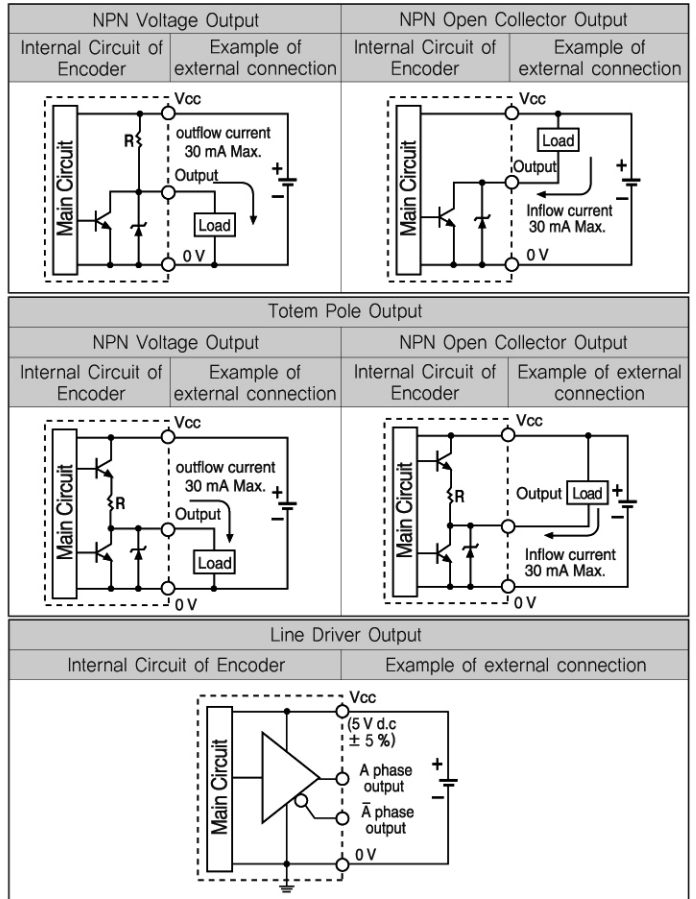 NPN Voltage Output
NPN Open Collector Output
Internal Circuit of
Encoder
Example of
external connection
Internal Circuit of
Encoder
Example of
external connection
Main Circuit
R
Vcc
outflow current
30 mA Max.
Output
Load
+
−
0 V
Main Circuit
Vcc
Load
Output
+
−
Inflow current
30 mA Max.
0 V
Totem Pole Output
NPN Voltage Output
NPN Open Collector Output
Internal Circuit of
Encoder
Example of
external connection
Internal Circuit of
Encoder
Example of external
connection
Main Circuit
R
Vcc
outflow current
30 mA Max.
Output
Load
+
−
0 V
Main Circuit
R
Vcc
Output
Load
+
−
Inflow current
30 mA Max.
0 V
Line Driver Output
Internal Circuit of Encoder
Example of external connection
Main Circuit
Vcc
(5 V d.c
± 5 %)
A phase
output
Ā phase
output
+
−
0 V